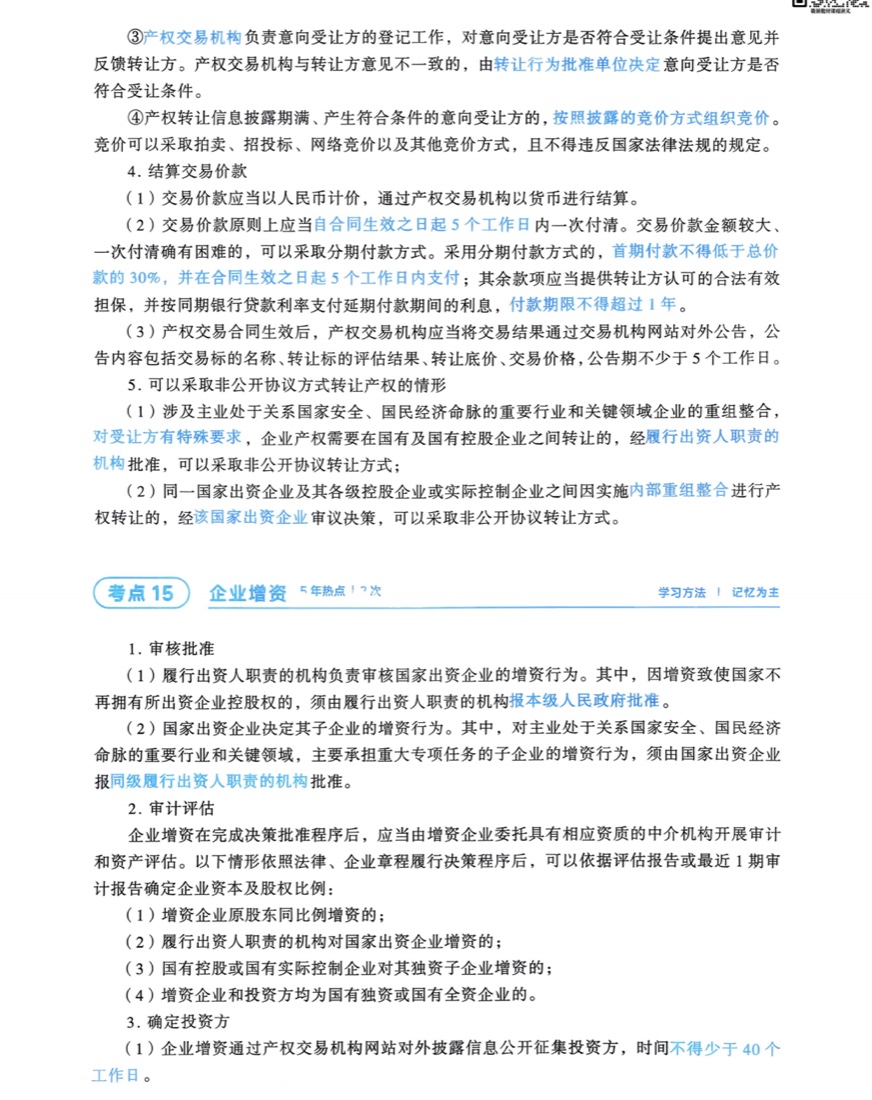 ③产权交易机构负责意向受让方的登记工作，对意向受让方是否符合受让条件提出意见并
反馈转让方。产权交易机构与转让方意见不一致的，由转让行为批准单位决定意向受让方是否
符合受让条件。
④产权转让信息披露期满、产生符合条件的意向受让方的，按照披露的竞价方式组织竞价。
竞价可以采取拍卖、招投标、网络竞价以及其他竞价方式，且不得违反国家法律法规的规定。
4. 结算交易价款
（1）交易价款应当以人民币计价，通过产权交易机构以货币进行结算。
（2）交易价款原则上应当自合同生效之日起 5 个工作日内一次付清。交易价款金额较大、
一次付清确有困难的，可以采取分期付款方式。采用分期付款方式的，首期付款不得低于总价
款的 30%，并在合同生效之日起 5 个工作日内支付；其余款项应当提供转让方认可的合法有效
担保，并按同期银行贷款利率支付延期付款期间的利息，付款期限不得超过 1 年。
（3）产权交易合同生效后，产权交易机构应当将交易结果通过交易机构网站对外公告，公
告内容包括交易标的名称、转让标的评估结果、转让底价、交易价格，公告期不少于 5 个工作日。
5. 可以采取非公开协议方式转让产权的情形
（1）涉及主业处于关系国家安全、国民经济命脉的重要行业和关键领域企业的重组整合，
对受让方有特殊要求，企业产权需要在国有及国有控股企业之间转让的，经履行出资人职责的
机构批准，可以采取非公开协议转让方式；
（2）同一国家出资企业及其各级控股企业或实际控制企业之间因实施内部重组整合进行产
权转让的，经该国家出资企业审议决策，可以采取非公开协议转让方式。
考点 15 企业增资 5 年热点 | 2次 学习方法 | 记忆为主
1. 审核批准
（1）履行出资人职责的机构负责审核国家出资企业的增资行为。其中，因增资致使国家不
再拥有所出资企业控股权的，须由履行出资人职责的机构报本级人民政府批准。
（2）国家出资企业决定其子企业的增资行为。其中，对主业处于关系国家安全、国民经济
命脉的重要行业和关键领域，主要承担重大专项任务的子企业的增资行为，须由国家出资企业
报同级履行出资人职责的机构批准。
2. 审计评估
企业增资在完成决策批准程序后，应当由增资企业委托具有相应资质的中介机构开展审计
和资产评估。以下情形依照法律、企业章程履行决策程序后，可以依据评估报告或最近 1 期审
计报告确定企业资本及股权比例：
（1）增资企业原股东同比例增资的；
（2）履行出资人职责的机构对国家出资企业增资的；
（3）国有控股或国有实际控制企业对其独资子企业增资的；
（4）增资企业和投资方均为国有独资或国有全资企业的。
3. 确定投资方
（1）企业增资通过产权交易机构网站对外披露信息公开征集投资方，时间不得少于 40 个
工作日。